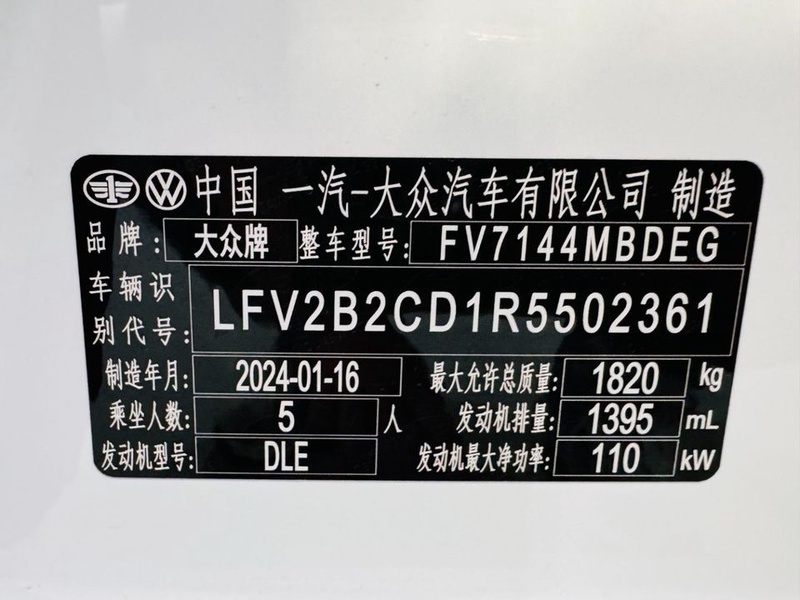 中国 一汽-大众汽车有限公司 制造
品牌: 大众牌 整车型号: FV7144MBDEG
车辆识
别代号: LFV2B2CD1R5502361
制造年月: 2024-01-16 最大允许总质量: 1820 kg
乘坐人数: 5 人 发动机排量: 1395 mL
发动机型号: DLE 发动机最大净功率: 110 kW